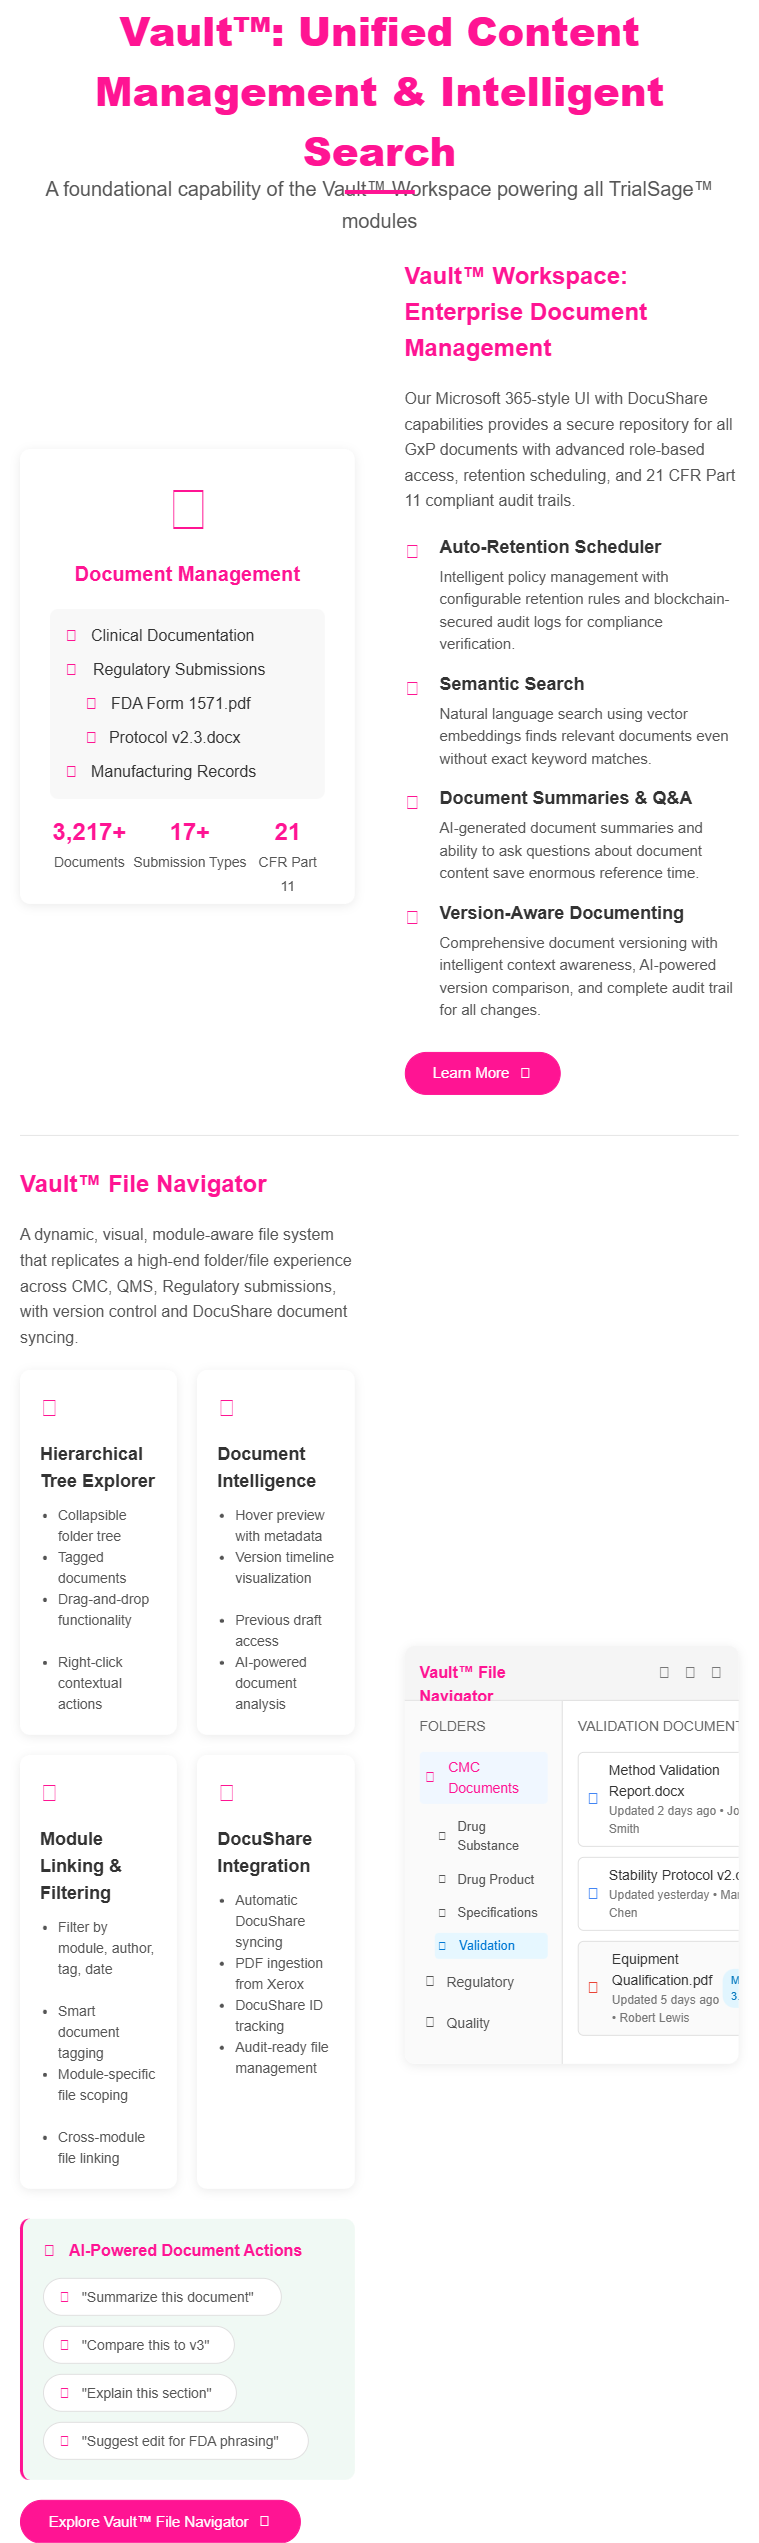 Vault™: Unified Content
Management & Intelligent
Search
A foundational capability of the Vault™ Workspace powering all TrialSage™
modules
Document Management
Clinical Documentation
Regulatory Submissions
FDA Form 1571.pdf
Protocol v2.3.docx
Manufacturing Records
3,217+
Documents
17+
Submission Types
21
CFR Part
11
Vault™ Workspace:
Enterprise Document
Management
Our Microsoft 365-style UI with DocuShare
capabilities provides a secure repository for all
GxP documents with advanced role-based
access, retention scheduling, and 21 CFR Part
11 compliant audit trails.
Auto-Retention Scheduler
Intelligent policy management with
configurable retention rules and blockchain-
secured audit logs for compliance
verification.
Semantic Search
Natural language search using vector
embeddings finds relevant documents even
without exact keyword matches.
Document Summaries & Q&A
AI-generated document summaries and
ability to ask questions about document
content save enormous reference time.
Version-Aware Documenting
Comprehensive document versioning with
intelligent context awareness, AI-powered
version comparison, and complete audit trail
for all changes.
Learn More
Vault™ File Navigator
A dynamic, visual, module-aware file system
that replicates a high-end folder/file experience
across CMC, QMS, Regulatory submissions,
with version control and DocuShare document
syncing.
Hierarchical
Tree Explorer
• Collapsible
folder tree
• Tagged
documents
• Drag-and-drop
functionality
• Right-click
contextual
actions
Document
Intelligence
• Hover preview
with metadata
• Version timeline
visualization
• Previous draft
access
• AI-powered
document
analysis
Module
Linking &
Filtering
• Filter by
module, author,
tag, date
• Smart
document
tagging
• Module-specific
file scoping
• Cross-module
file linking
DocuShare
Integration
• Automatic
DocuShare
syncing
• PDF ingestion
from Xerox
• DocuShare ID
tracking
• Audit-ready file
management
AI-Powered Document Actions
"Summarize this document"
"Compare this to v3"
"Explain this section"
"Suggest edit for FDA phrasing"
Explore Vault™ File Navigator
Vault™ File
Navigator
FOLDERS
CMC
Documents
Drug
Substance
Drug Product
Specifications
Validation
Regulatory
Quality
VALIDATION DOCUMENT
Method Validation
Report.docx
Updated 2 days ago • Jo
Smith
Stability Protocol v2.
Updated yesterday • Ma
Chen
Equipment
Qualification.pdf
Updated 5 days ago
• Robert Lewis
M
3.